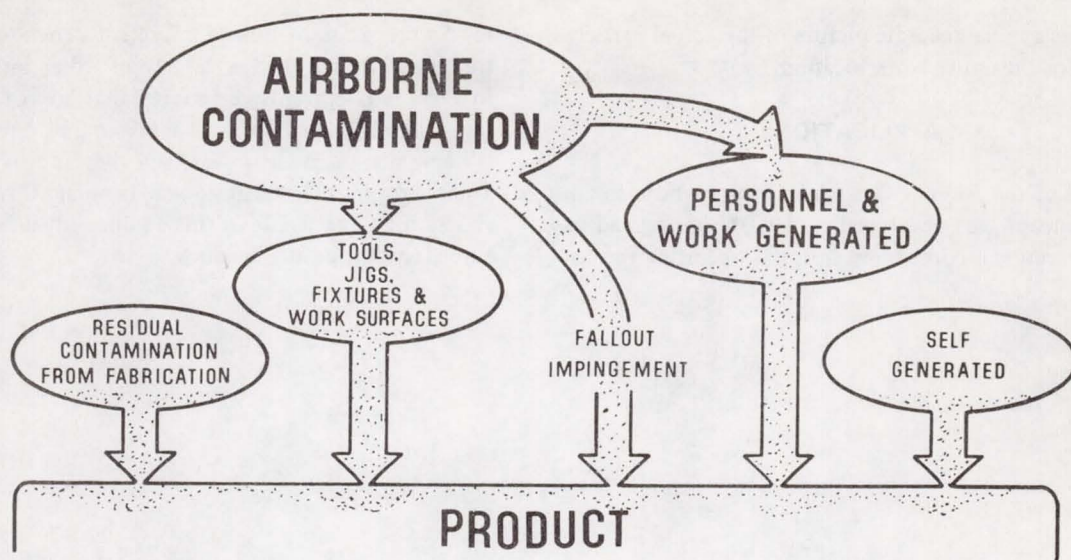 AIRBORNE
CONTAMINATION
PERSONNEL &
WORK GENERATED
TOOLS,
JIGS,
FIXTURES &
WORK SURFACES
RESIDUAL
CONTAMINATION
FROM FABRICATION
FALLOUT
IMPINGEMENT
SELF
GENERATED
PRODUCT